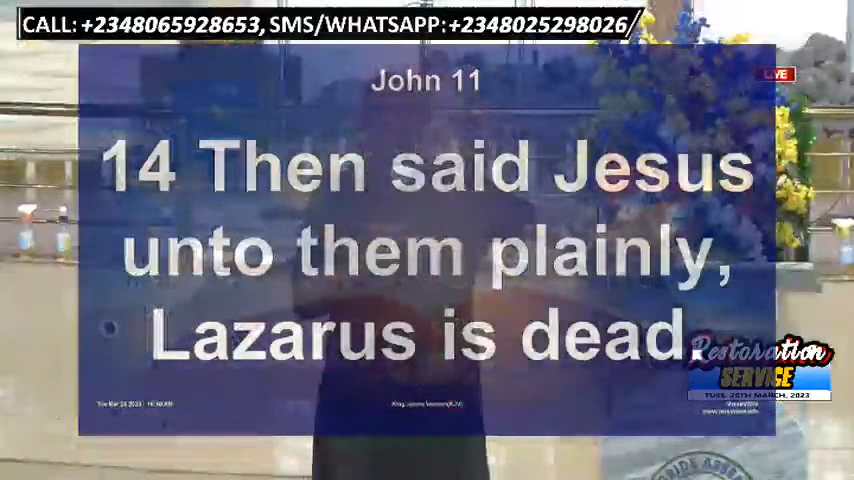 CALL: +2348065928653, SMS/WHATSAPP: +2348025298026/
John 11
LIVE
14 Then said Jesus
unto them plainly,
Lazarus is dead.
Restoration
SERVICE
TUES. 28TH MARCH, 2023
King James Version(KJV)